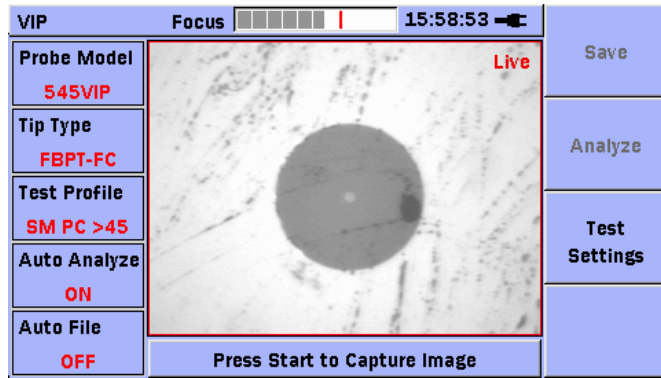 VIP
Focus
15:58:53
Probe Model
545VIP
Tip Type
FBPT-FC
Test Profile
SM PC >45
Auto Analyze
ON
Auto File
OFF
Live
Press Start to Capture Image
Save
Analyze
Test
Settings